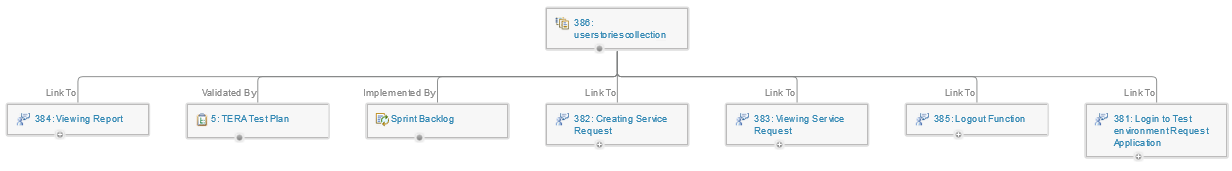 386:
userstoriescollection
Link To
Validated By
Implemented By
Link To
Link To
Link To
Link To
384: Viewing Report
5: TERA Test Plan
Sprint Backlog
382: Creating Service
Request
383: Viewing Service
Request
385: Logout Function
381: Login to Test
environment Request
Application